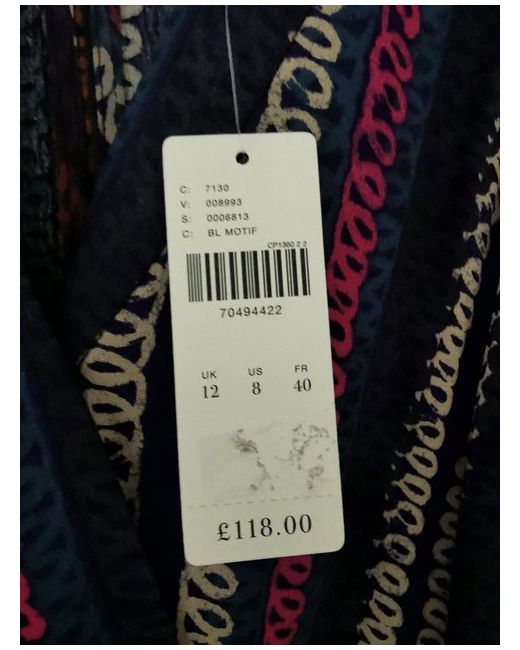 C: 7130
V: 008993
S: 0006813
C: BL MOTIF
CP1360 2 2
70494422
UK US FR
12 8 40
£118.00